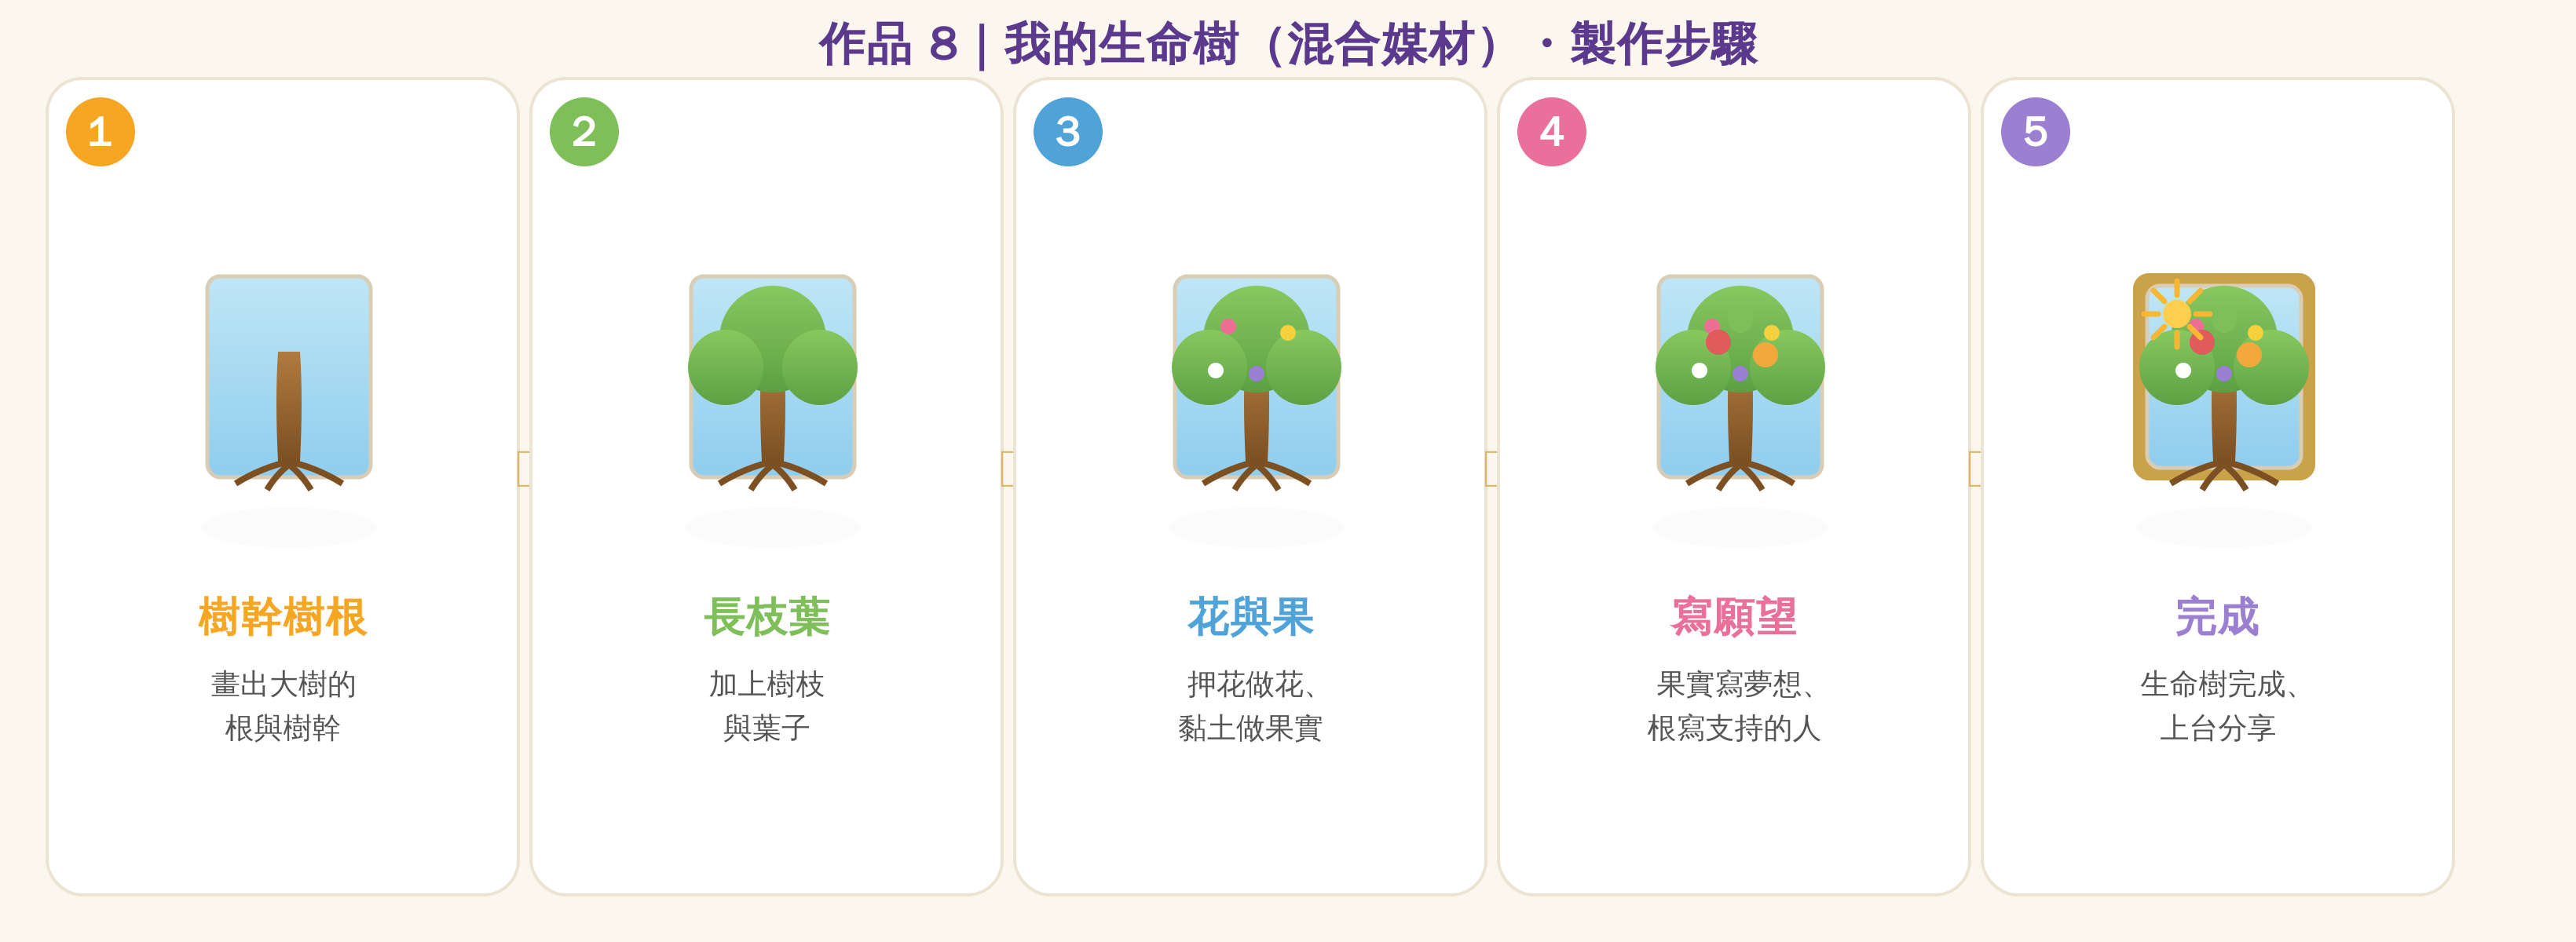 作品 8｜我的生命樹（混合媒材）・製作步驟
1
樹幹樹根
畫出大樹的
根與樹幹
2
長枝葉
加上樹枝
與葉子
3
花與果
押花做花、
黏土做果實
4
寫願望
果實寫夢想、
根寫支持的人
5
完成
生命樹完成、
上台分享